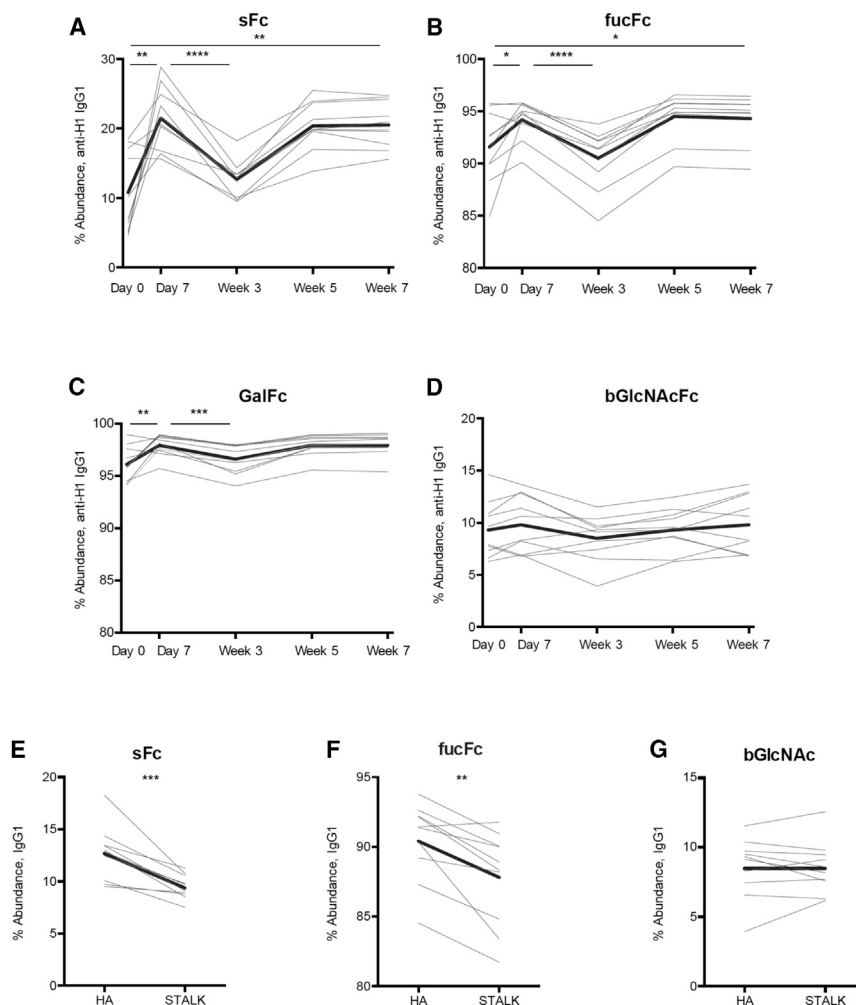 A
sFc
**
** ****
% Abundance, anti-H1 IgG1
30
20
10
0
Day 0 Day 7 Week 3 Week 5 Week 7
B
fucFc
*
* ****
% Abundance, anti-H1 IgG1
100
95
90
85
80
Day 0 Day 7 Week 3 Week 5 Week 7
C
GalFc
** ***
% Abundance, anti-H1 IgG1
100
95
90
85
80
Day 0 Day 7 Week 3 Week 5 Week 7
D
bGlcNAcFc
% Abundance, anti-H1 IgG1
20
15
10
5
0
Day 0 Day 7 Week 3 Week 5 Week 7
E
sFc
***
% Abundance, IgG1
20
15
10
5
0
HA STALK
F
fucFc
**
% Abundance, IgG1
95
90
85
80
HA STALK
G
bGlcNAc
% Abundance, IgG1
15
10
5
0
HA STALK